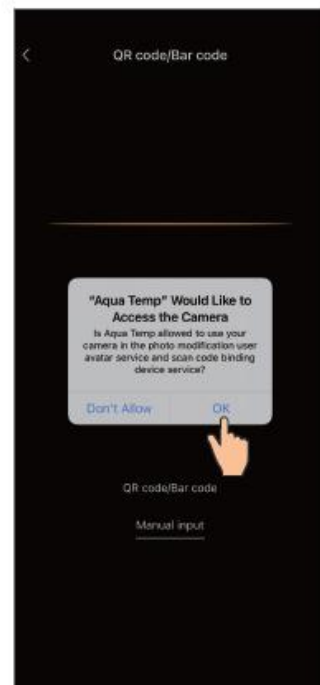 QR code/Bar code
"Aqua Temp" Would Like to
Access the Camera
Is Aqua Temp allowed to use your
camera in the photo modification user
avatar service and scan code binding
device service?
Don't Allow
OK
QR code/Bar code
Manual input